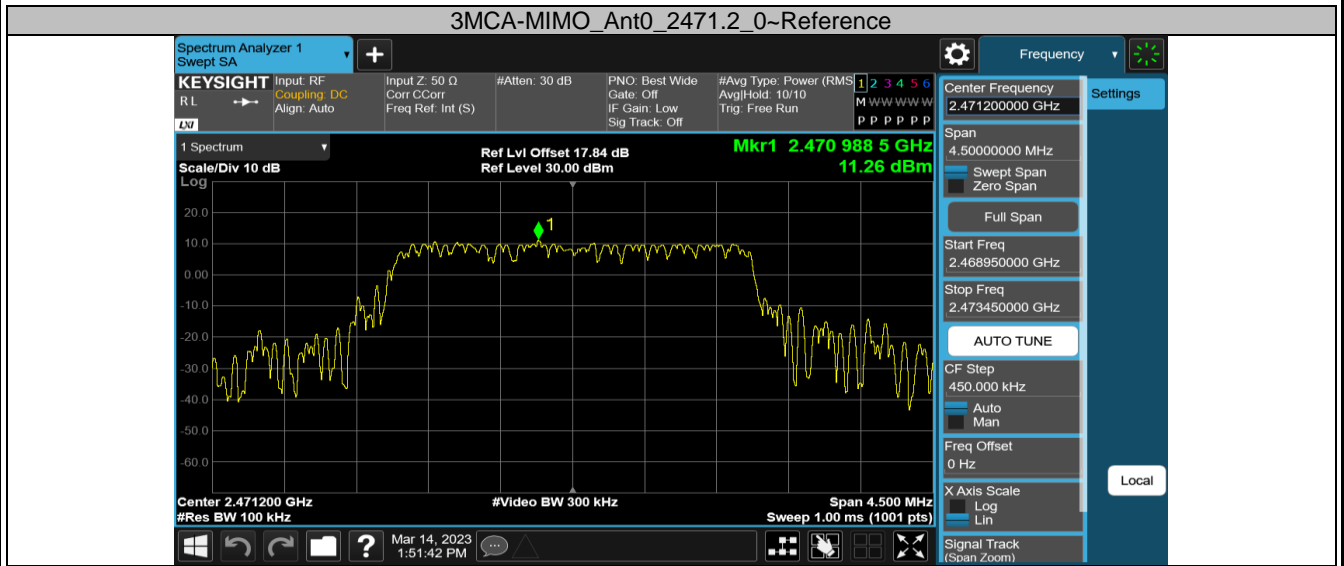 3MCA-MIMO_Ant0_2471.2_0~Reference
Spectrum Analyzer 1
Swept SA
Frequency
KEYSIGHT
R L
LXI
Input: RF
Coupling: DC
Align: Auto
Input Z: 50 Ω
Corr CCorr
Freq Ref: Int (S)
#Atten: 30 dB
PNO: Best Wide
Gate: Off
IF Gain: Low
Sig Track: Off
#Avg Type: Power (RMS
Avg|Hold: 10/10
Trig: Free Run
1 2 3 4 5 6
M W W W W W
P P P P P P
1 Spectrum
Scale/Div 10 dB
Log
Ref Lvl Offset 17.84 dB
Ref Level 30.00 dBm
Mkr1 2.470 988 5 GHz
11.26 dBm
20.0
10.0
0.00
-10.0
-20.0
-30.0
-40.0
-50.0
-60.0
1
Center 2.471200 GHz
#Res BW 100 kHz
#Video BW 300 kHz
Span 4.500 MHz
Sweep 1.00 ms (1001 pts)
Mar 14, 2023
1:51:42 PM
Center Frequency
2.471200000 GHz
Span
4.50000000 MHz
Swept Span
Zero Span
Full Span
Start Freq
2.468950000 GHz
Stop Freq
2.473450000 GHz
AUTO TUNE
CF Step
450.000 kHz
Auto
Man
Freq Offset
0 Hz
X Axis Scale
Log
Lin
Signal Track
(Span Zoom)
Settings
Local